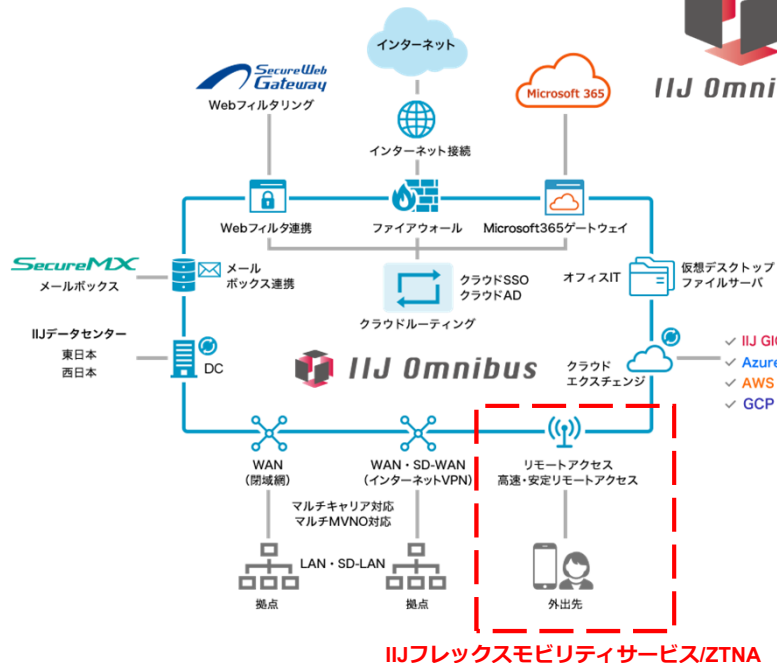 インターネット
SecureWeb
Gateway
Webフィルタリング
Microsoft 365
IIJ Omni
インターネット接続
Webフィルタ連携
ファイアウォール
Microsoft365ゲートウェイ
SecureMX
メールボックス
メール
ボックス連携
クラウドSSO
クラウドAD
クラウドルーティング
オフィスIT
仮想デスクトップ
ファイルサーバ
IIJデータセンター
東日本
西日本
DC
IIJ Omnibus
クラウド
エクスチェンジ
✓ IIJ GIO
✓ Azure
✓ AWS
✓ GCP
WAN
(閉域網)
WAN・SD-WAN
(インターネットVPN)
リモートアクセス
高速・安定リモートアクセス
マルチキャリア対応
マルチMVNO対応
LAN・SD-LAN
拠点
拠点
外出先
IIJフレックスモビリティサービス/ZTNA